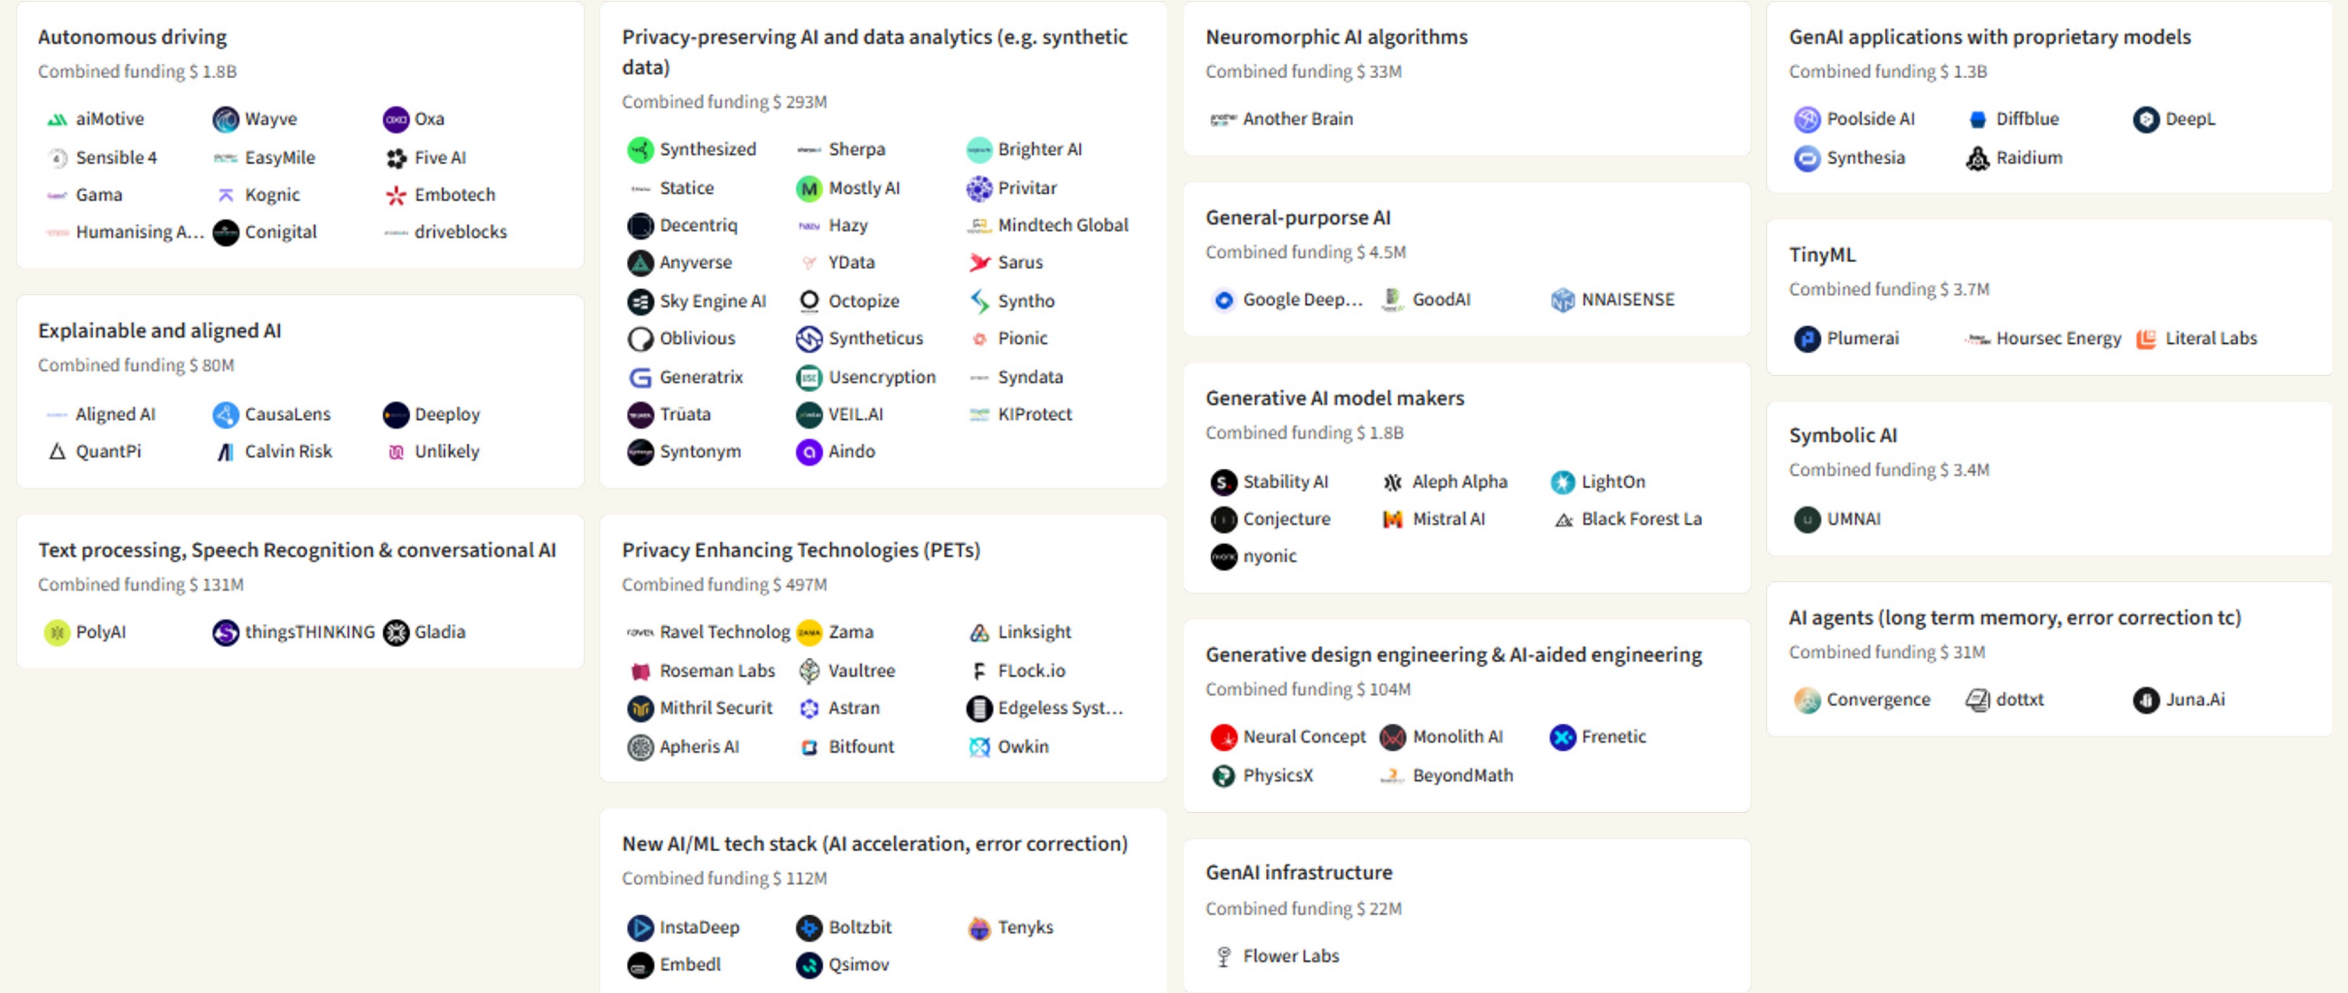 Autonomous driving
Combined funding $ 1.8B
aiMotive Wayve Oxa
Sensible 4 EasyMile Five AI
Gama Kognic Embotech
Humanising A... Conigital driveblocks
Explainable and aligned AI
Combined funding $ 80M
Aligned AI CausaLens Deeploy
QuantPi Calvin Risk Unlikely
Text processing, Speech Recognition & conversational AI
Combined funding $ 131M
PolyAI thingsTHINKING Gladia
Privacy-preserving AI and data analytics (e.g. synthetic
data)
Combined funding $ 293M
Synthesized Sherpa Brighter AI
Statice Mostly AI Privitar
Decentriq Hazy Mindtech Global
Anyverse YData Sarus
Sky Engine AI Octopize Syntho
Oblivious Syntheticus Pionic
Generatrix Usencryption Syndata
Trūata VEIL.AI KIProtect
Syntonym Aindo
Privacy Enhancing Technologies (PETs)
Combined funding $ 497M
Ravel Technolog Zama Linksight
Roseman Labs Vaultree FLock.io
Mithril Securit Astran Edgeless Syst...
Apheris AI Bitfount Owkin
New AI/ML tech stack (AI acceleration, error correction)
Combined funding $ 112M
InstaDeep Boltzbit Tenyks
Embedl Qsimov
Neuromorphic AI algorithms
Combined funding $ 33M
Another Brain
General-purporse AI
Combined funding $ 4.5M
Google Deep... GoodAI NNAISENSE
Generative AI model makers
Combined funding $ 1.8B
Stability AI Aleph Alpha LightOn
Conjecture Mistral AI Black Forest La
nyonic
Generative design engineering & AI-aided engineering
Combined funding $ 104M
Neural Concept Monolith AI Frenetic
PhysicsX BeyondMath
GenAI infrastructure
Combined funding $ 22M
Flower Labs
GenAI applications with proprietary models
Combined funding $ 1.3B
Poolside AI Diffblue DeepL
Synthesia Raidium
TinyML
Combined funding $ 3.7M
Plumerai Hoursec Energy Literal Labs
Symbolic AI
Combined funding $ 3.4M
UMNAI
AI agents (long term memory, error correction tc)
Combined funding $ 31M
Convergence dottxt Juna.Ai